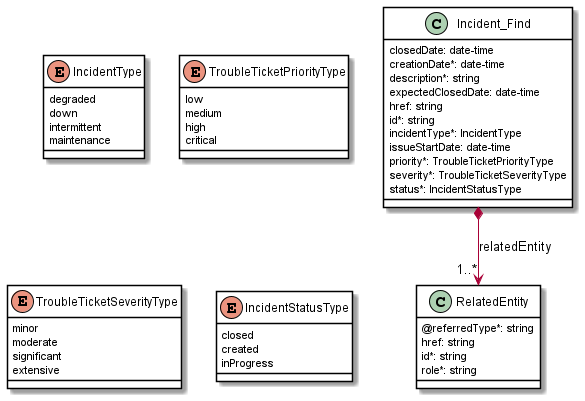 C Incident_Find
closedDate: date-time
creationDate*: date-time
description*: string
expectedClosedDate: date-time
href: string
id*: string
incidentType*: IncidentType
issueStartDate: date-time
priority*: TroubleTicketPriorityType
severity*: TroubleTicketSeverityType
status*: IncidentStatusType
E IncidentType
degraded
down
intermittent
maintenance
E TroubleTicketPriorityType
low
medium
high
critical
relatedEntity
1..*
E TroubleTicketSeverityType
minor
moderate
significant
extensive
E IncidentStatusType
closed
created
inProgress
C RelatedEntity
@referredType*: string
href: string
id*: string
role*: string